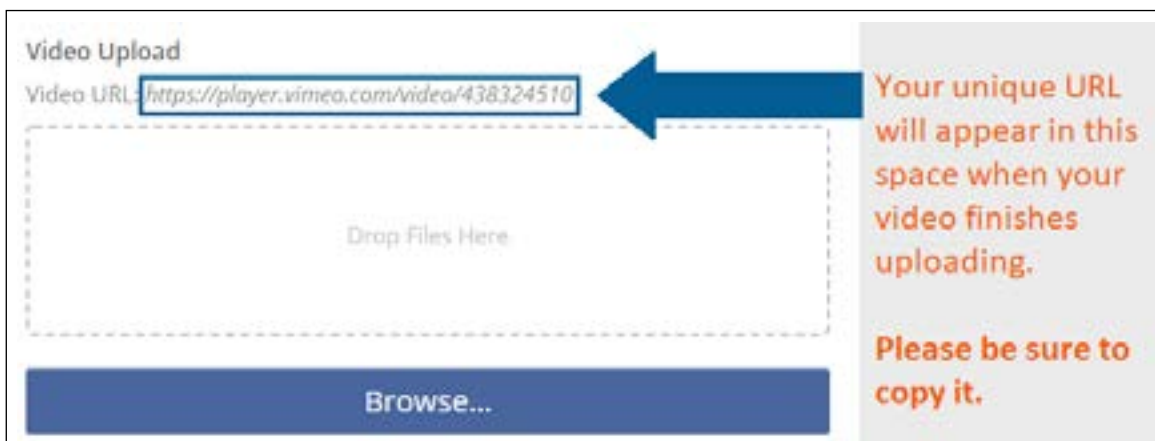 Video Upload
Video URL: https://player.vimeo.com/video/438324510
Drop Files Here
Browse...
Your unique URL
will appear in this
space when your
video finishes
uploading.
Please be sure to
copy it.